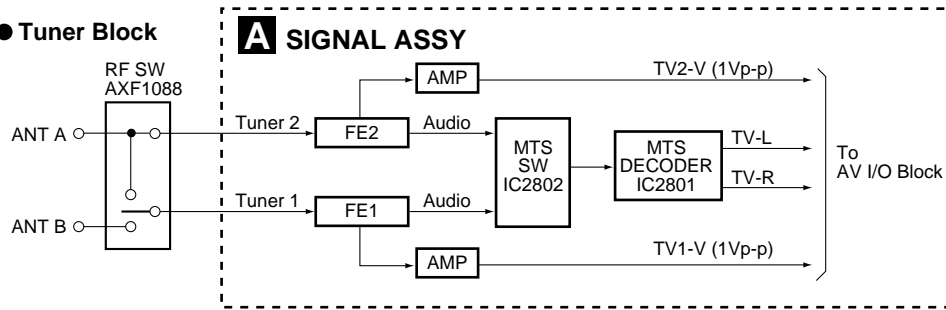 ● Tuner Block
A SIGNAL ASSY
RF SW
AXF1088
ANT A
ANT B
Tuner 2
FE2
Audio
AMP
TV2-V (1Vp-p)
MTS
SW
IC2802
MTS
DECODER
IC2801
TV-L
TV-R
To
AV I/O Block
Tuner 1
FE1
Audio
AMP
TV1-V (1Vp-p)